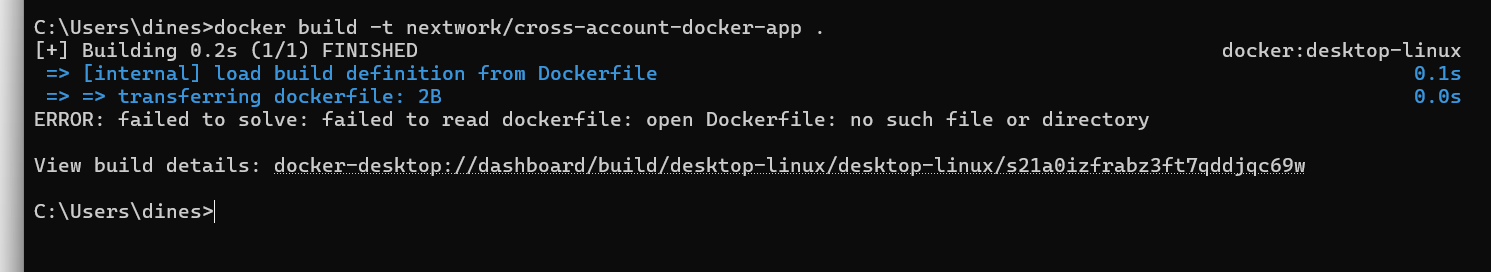 C:\Users\dines>docker build -t nextwork/cross-account-docker-app .
[+] Building 0.2s (1/1) FINISHED docker:desktop-linux
=> [internal] load build definition from Dockerfile 0.1s
=> => transferring dockerfile: 2B 0.0s
ERROR: failed to solve: failed to read dockerfile: open Dockerfile: no such file or directory
View build details: docker-desktop://dashboard/build/desktop-linux/desktop-linux/s21a0izfrabz3ft7qddjqc69w
C:\Users\dines>